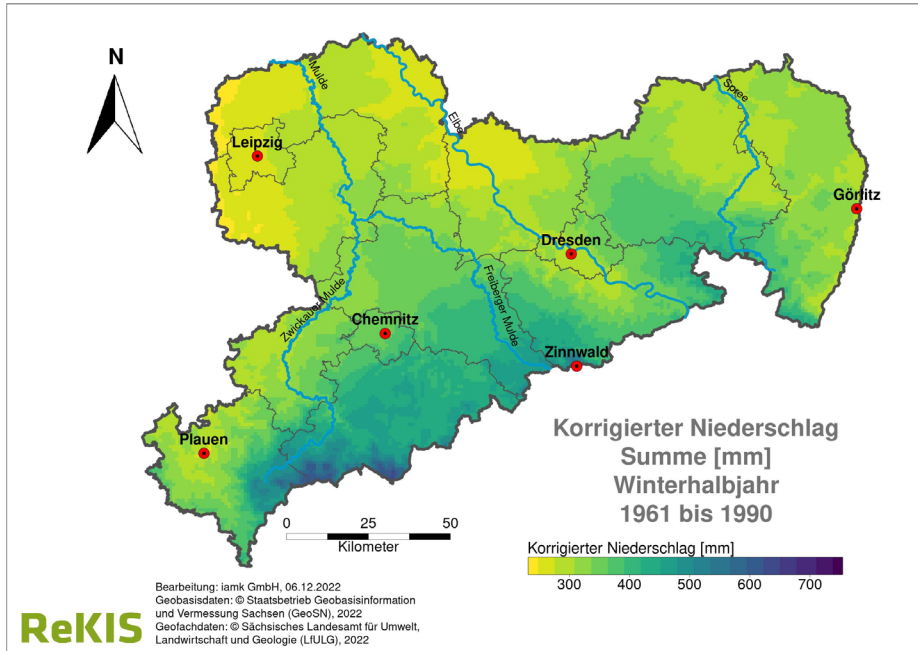 N
Mulde
Elbe
Spree
Leipzig
Görlitz
Dresden
Zwickauer Mulde
Freiberger Mulde
Chemnitz
Zinnwald
Plauen
Korrigierter Niederschlag
Summe [mm]
Winterhalbjahr
1961 bis 1990
0 25 50
Kilometer
Korrigierter Niederschlag [mm]
300 400 500 600 700
Bearbeitung: iamk GmbH, 06.12.2022
Geobasisdaten: © Staatsbetrieb Geobasisinformation
und Vermessung Sachsen (GeoSN), 2022
Geofachdaten: © Sächsisches Landesamt für Umwelt,
Landwirtschaft und Geologie (LfULG), 2022
ReKIS